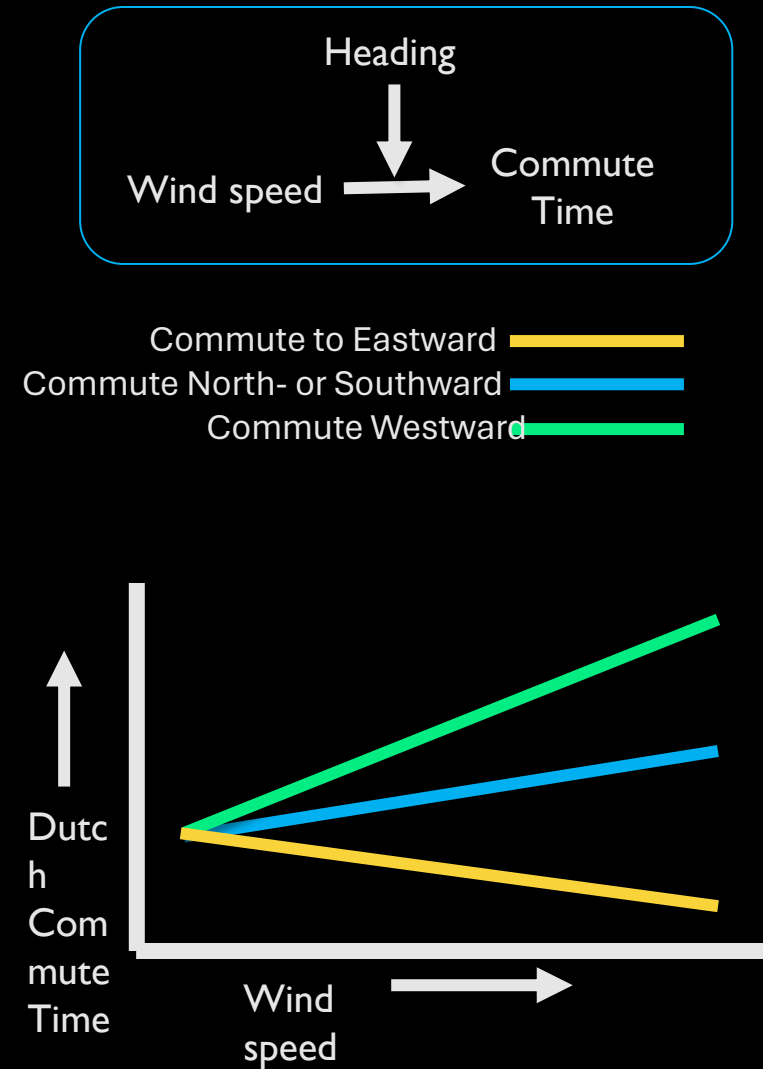 Heading
Wind speed
Commute
Time
Commute to Eastward
Commute North- or Southward
Commute Westward
Dutc
h
Com
mute
Time
Wind
speed